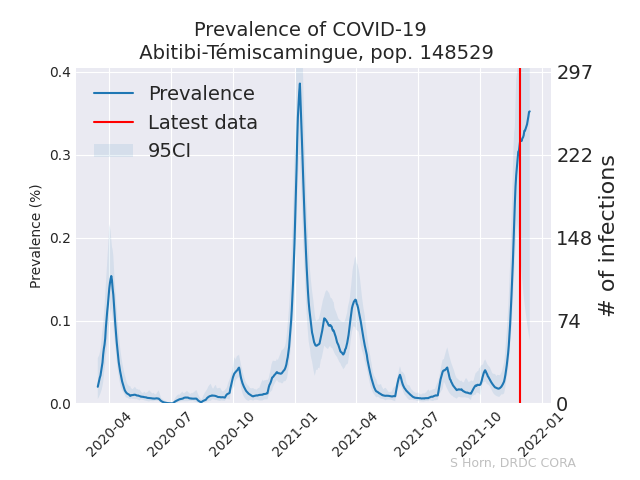 Prevalence of COVID-19
Abitibi-Témiscamingue, pop. 148529
Prevalence
Latest data
95CI
Prevalence (%)
0.4
0.3
0.2
0.1
0.0
297
222
148
74
0
# of infections
2020-04
2020-07
2020-10
2021-01
2021-04
2021-07
2021-10
2022-01
S Horn, DRDC CORA